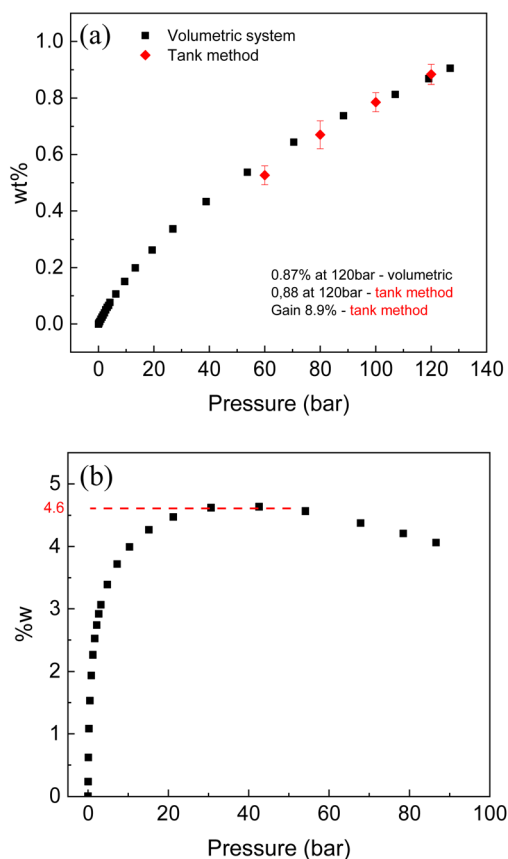 (a)
Volumetric system
Tank method
1.0
0.8
0.6
0.4
0.2
0.0
wt%
0.87% at 120bar - volumetric
0,88 at 120bar - tank method
Gain 8.9% - tank method
0 20 40 60 80 100 120 140
Pressure (bar)
(b)
5
4.6
4
3
2
1
0
%w
0 20 40 60 80 100
Pressure (bar)